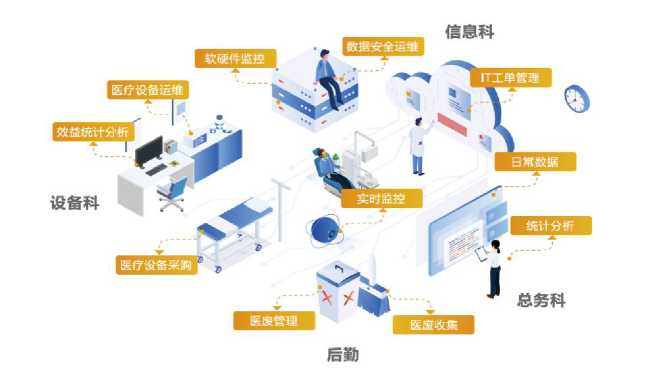 信息科
数据安全运维
软硬件监控
IT工单管理
医疗设备运维
效益统计分析
日常数据
设备科
实时监控
统计分析
医疗设备采购
总务科
医废管理
医废收集
后勤